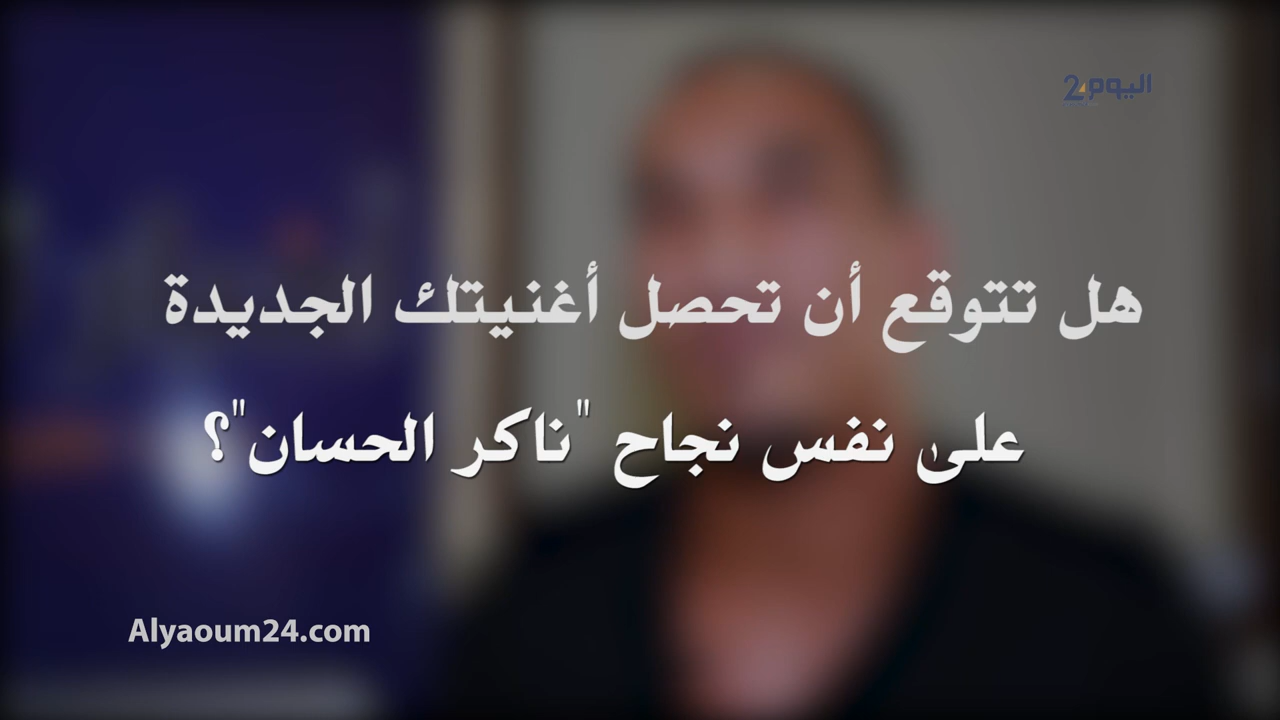 اليوم24
هل تتوقع أن تحصل أغنيتك الجديدة
على نفس نجاح "ناكر الحسان"؟
Alyaoum24.com